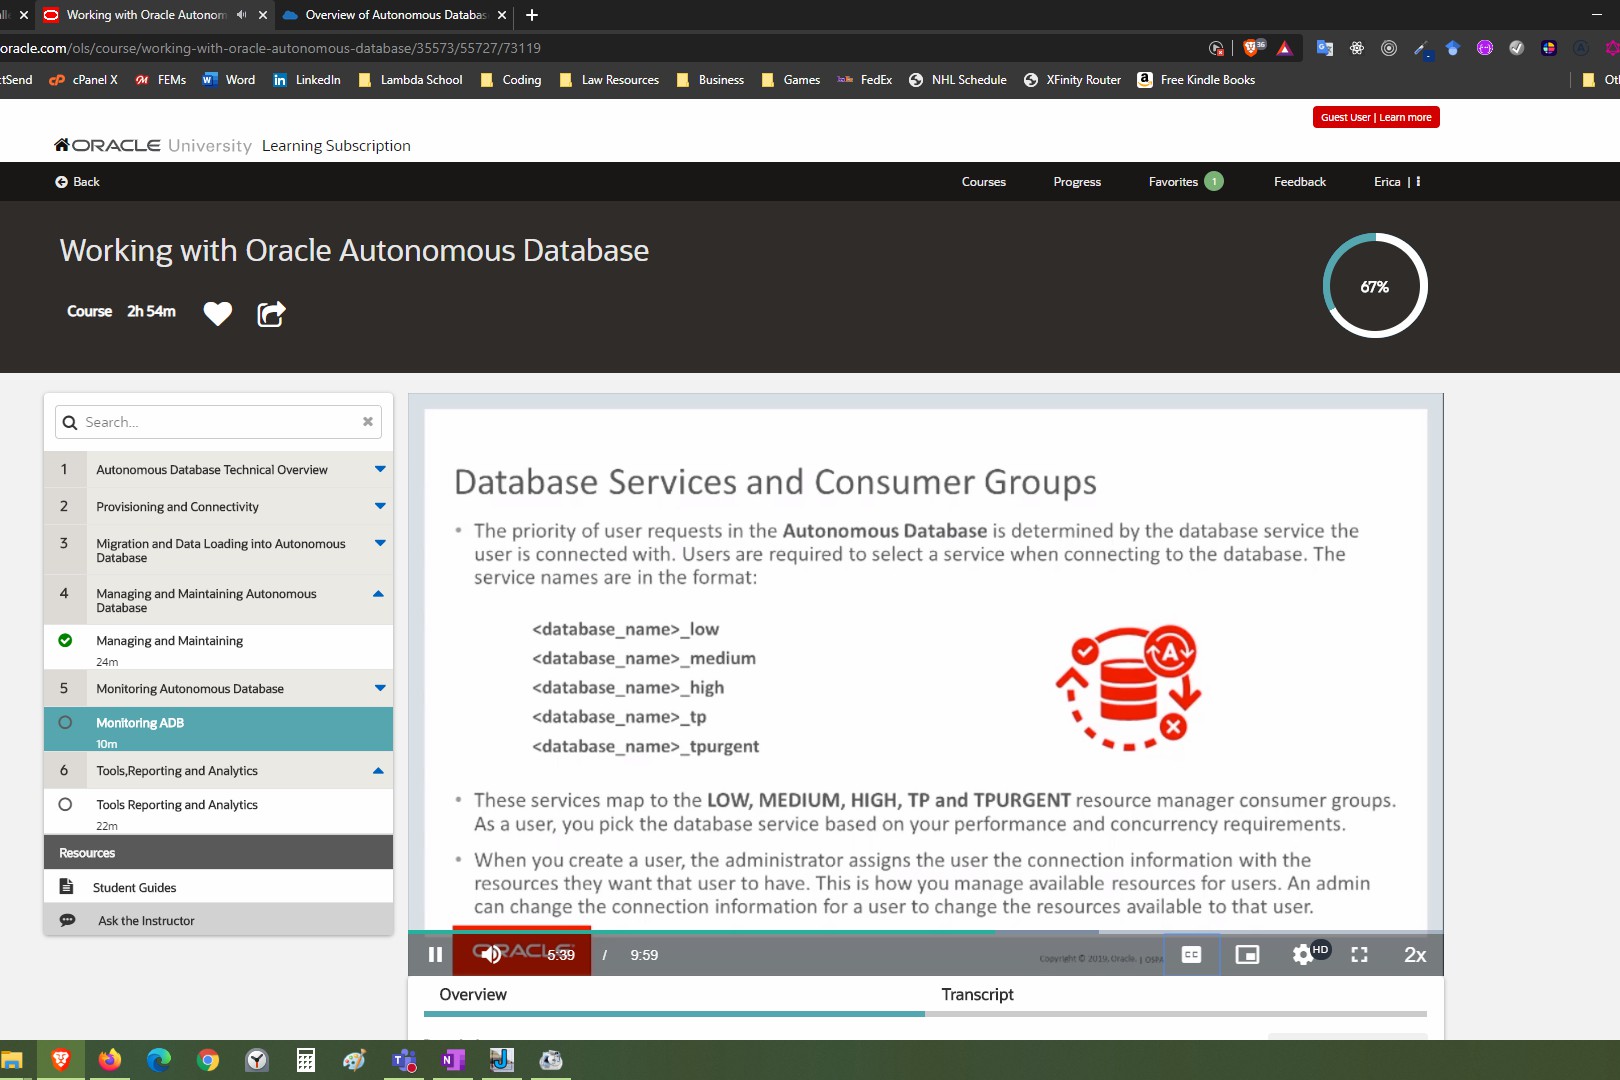 Working with Oracle Autonom
Overview of Autonomous Databas
oracle.com/ols/course/working-with-oracle-autonomous-database/35573/55727/73119
36
ctSend cPanel X FEMs Word LinkedIn Lambda School Coding Law Resources Business Games FedEx NHL Schedule XFinity Router Free Kindle Books Ot
Guest User | Learn more
ORACLE University Learning Subscription
Back Courses Progress Favorites 1 Feedback Erica |
Working with Oracle Autonomous Database
Course 2h 54m
67%
Search...
1 Autonomous Database Technical Overview
2 Provisioning and Connectivity
3 Migration and Data Loading into Autonomous
Database
4 Managing and Maintaining Autonomous
Database
Managing and Maintaining
24m
5 Monitoring Autonomous Database
Monitoring ADB
10m
6 Tools,Reporting and Analytics
Tools Reporting and Analytics
22m
Resources
Student Guides
Ask the Instructor
Database Services and Consumer Groups
• The priority of user requests in the Autonomous Database is determined by the database service the
user is connected with. Users are required to select a service when connecting to the database. The
service names are in the format:
<database_name>_low
<database_name>_medium
<database_name>_high
<database_name>_tp
<database_name>_tpurgent
A
• These services map to the LOW, MEDIUM, HIGH, TP and TPURGENT resource manager consumer groups.
As a user, you pick the database service based on your performance and concurrency requirements.
• When you create a user, the administrator assigns the user the connection information with the
resources they want that user to have. This is how you manage available resources for users. An admin
can change the connection information for a user to change the resources available to that user.
ORACLE
5:39 / 9:59
Copyright © 2019, Oracle. |
CC HD 2x
Overview Transcript